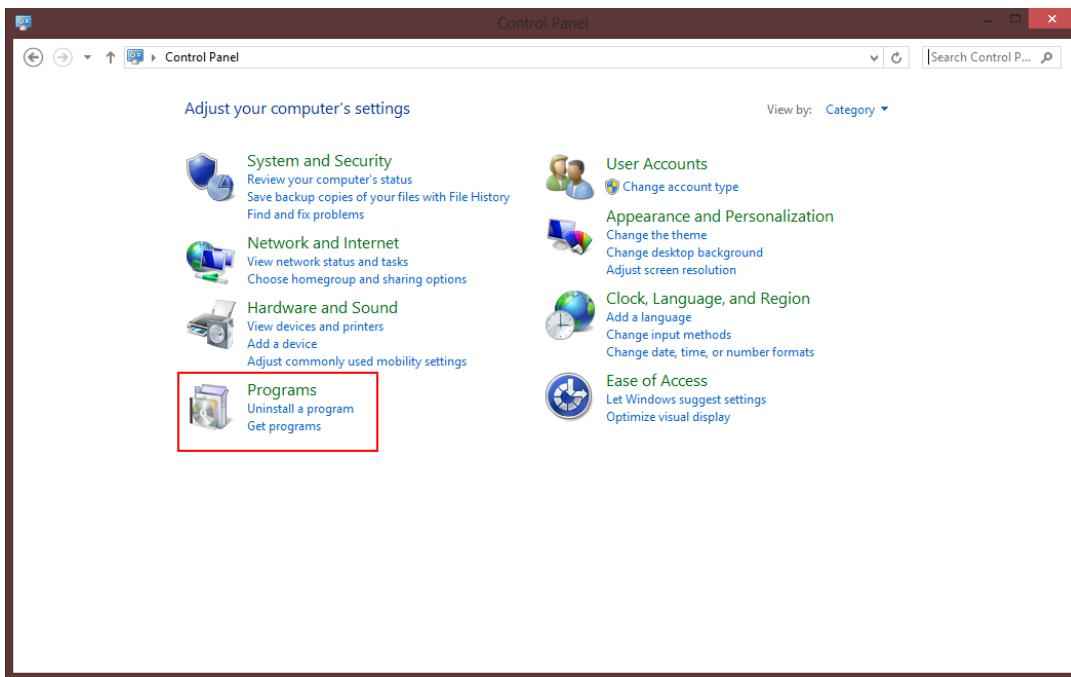 Control Panel
Control Panel
Search Control P...
Adjust your computer's settings
View by: Category
System and Security
Review your computer's status
Save backup copies of your files with File History
Find and fix problems
Network and Internet
View network status and tasks
Choose homegroup and sharing options
Hardware and Sound
View devices and printers
Add a device
Adjust commonly used mobility settings
Programs
Uninstall a program
Get programs
User Accounts
Change account type
Appearance and Personalization
Change the theme
Change desktop background
Adjust screen resolution
Clock, Language, and Region
Add a language
Change input methods
Change date, time, or number formats
Ease of Access
Let Windows suggest settings
Optimize visual display